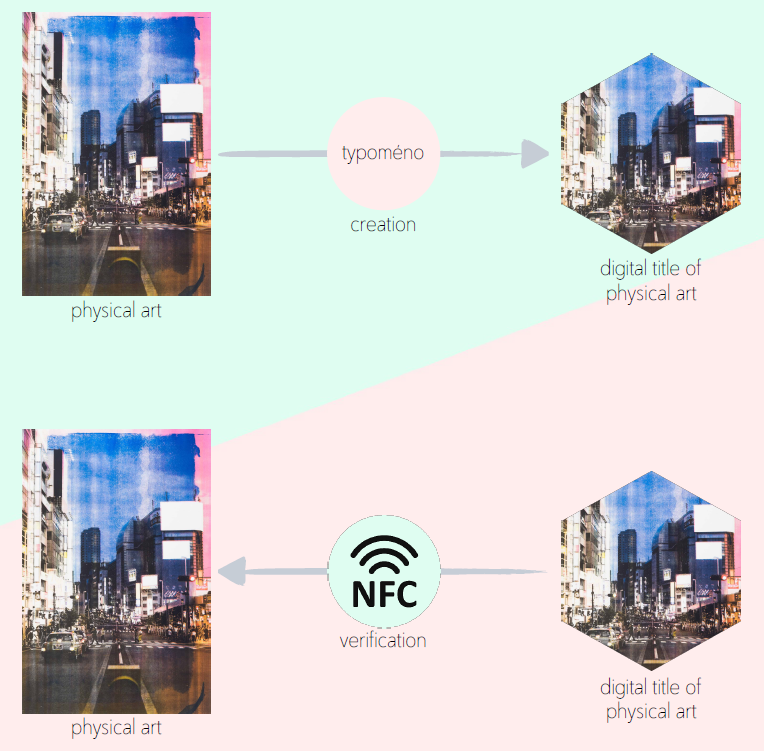 typoméno
creation
physical art
digital title of
physical art
NFC
verification
physical art
digital title of
physical art